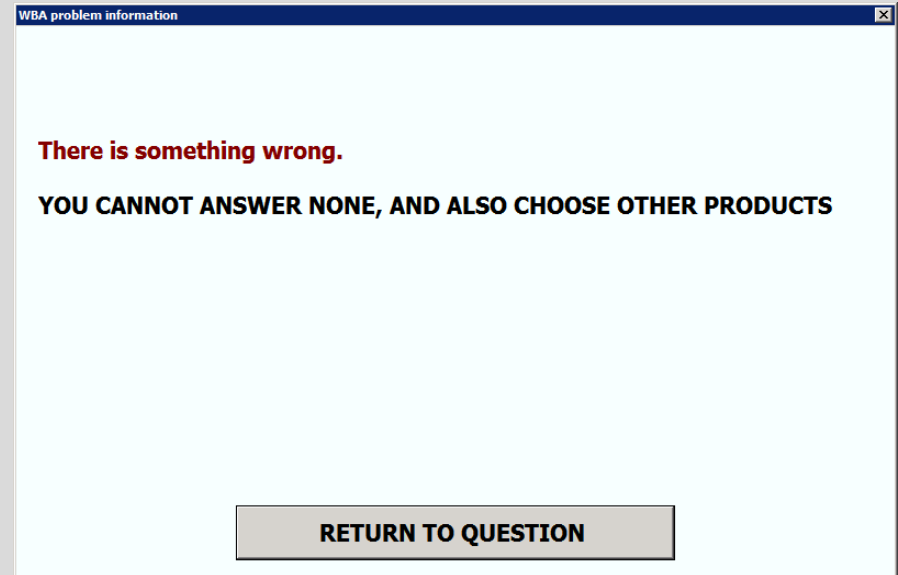 WBA problem information
There is something wrong.
YOU CANNOT ANSWER NONE, AND ALSO CHOOSE OTHER PRODUCTS
RETURN TO QUESTION